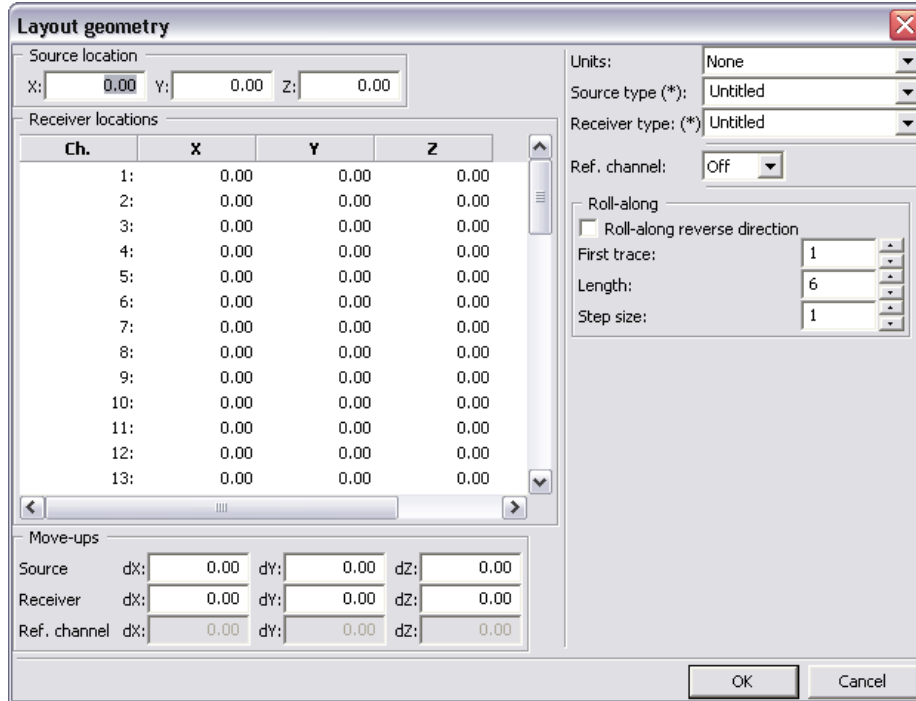 Layout geometry
Source location
X: 0.00 Y: 0.00 Z: 0.00
Receiver locations
Ch. X Y Z
1: 0.00 0.00 0.00
2: 0.00 0.00 0.00
3: 0.00 0.00 0.00
4: 0.00 0.00 0.00
5: 0.00 0.00 0.00
6: 0.00 0.00 0.00
7: 0.00 0.00 0.00
8: 0.00 0.00 0.00
9: 0.00 0.00 0.00
10: 0.00 0.00 0.00
11: 0.00 0.00 0.00
12: 0.00 0.00 0.00
13: 0.00 0.00 0.00
Move-ups
Source dX: 0.00 dY: 0.00 dZ: 0.00
Receiver dX: 0.00 dY: 0.00 dZ: 0.00
Ref. channel dX: 0.00 dY: 0.00 dZ: 0.00
Units: None
Source type (*): Untitled
Receiver type: (*) Untitled
Ref. channel: Off
Roll-along
Roll-along reverse direction
First trace: 1
Length: 6
Step size: 1
OK Cancel